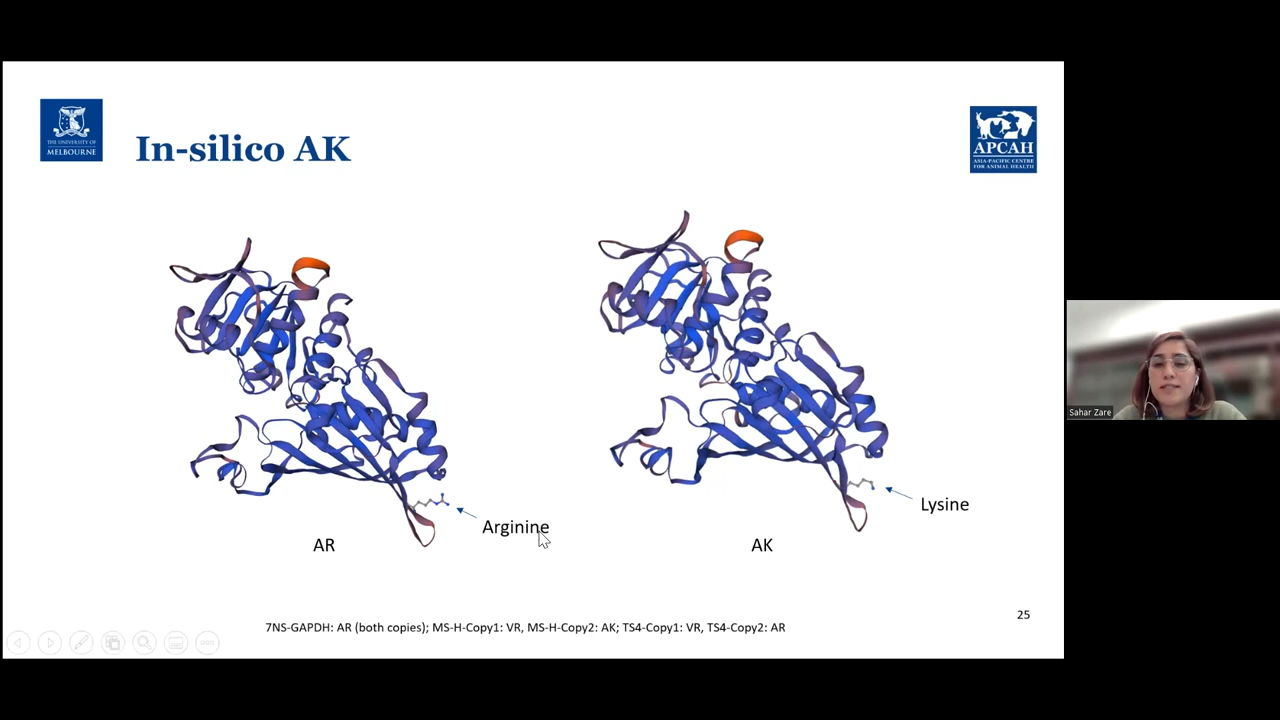 THE UNIVERSITY OF
MELBOURNE
In-silico AK
APCAH
ASIA-PACIFIC CENTRE
FOR ANIMAL HEALTH
Arginine
Lysine
AR
AK
Sahar Zare
25
7NS-GAPDH: AR (both copies); MS-H-Copy1: VR, MS-H-Copy2: AK; TS4-Copy1: VR, TS4-Copy2: AR